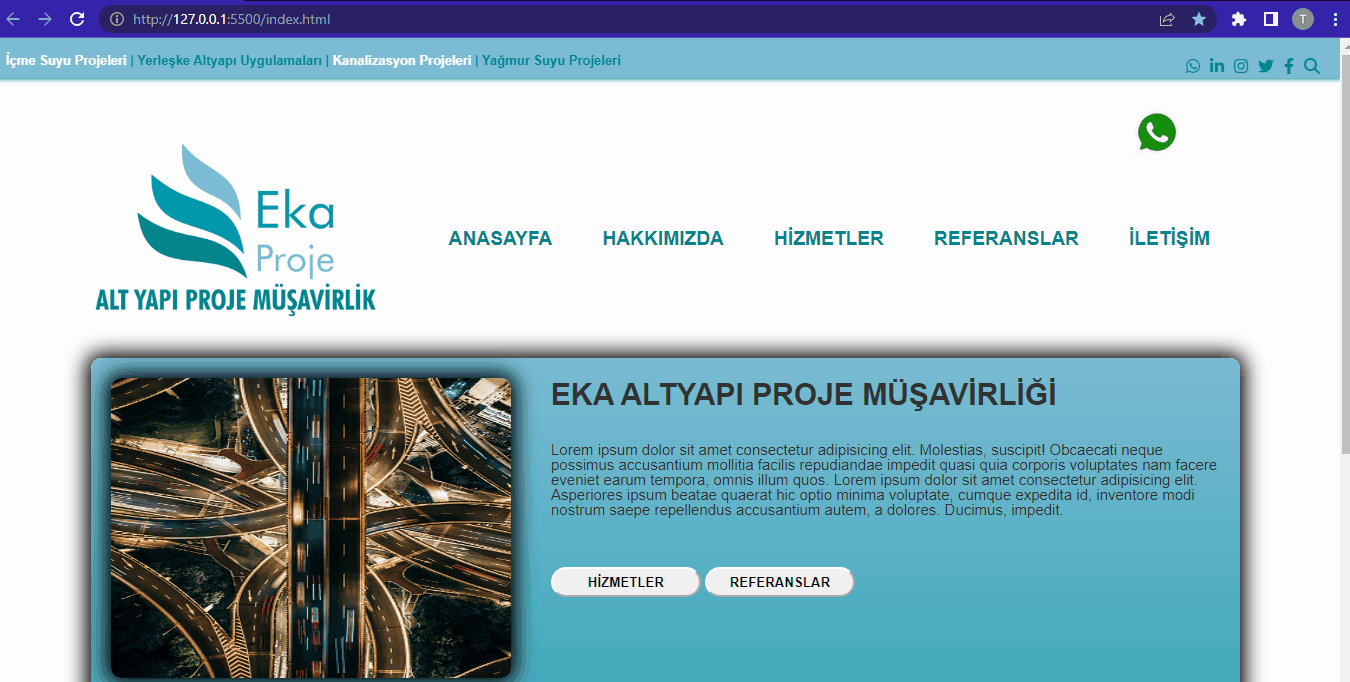 http://127.0.0.1:5500/index.html
T
İçme Suyu Projeleri | Yerleşke Altyapı Uygulamaları | Kanalizasyon Projeleri | Yağmur Suyu Projeleri
Eka
Proje
ALT YAPI PROJE MÜŞAVİRLİK
ANASAYFA HAKKIMIZDA HİZMETLER REFERANSLAR İLETİŞİM
EKA ALTYAPI PROJE MÜŞAVİRLİĞİ
Lorem ipsum dolor sit amet consectetur adipisicing elit. Molestias, suscipit! Obcaecati neque
possimus accusantium mollitia facilis repudiandae impedit quasi quia corporis voluptates nam facere
eveniet earum tempora, omnis illum quos. Lorem ipsum dolor sit amet consectetur adipisicing elit.
Asperiores ipsum beatae quaerat hic optio minima voluptate, cumque expedita id, inventore modi
nostrum saepe repellendus accusantium autem, a dolores. Ducimus, impedit.
HİZMETLER REFERANSLAR